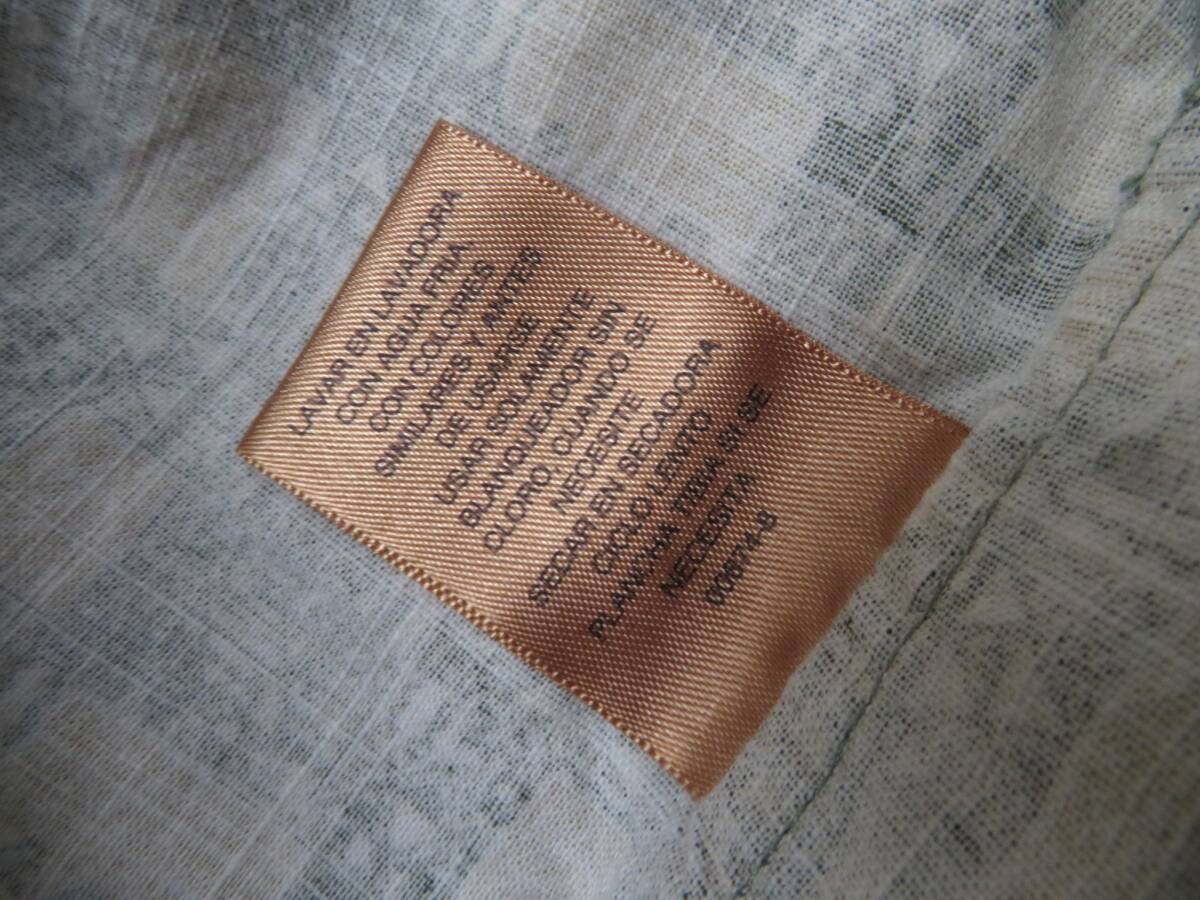 LAVAR EN LAVADORA
CON AGUA FRIA
CON COLORES
SIMILARES Y ANTES
DE USARSE
USAR SOLAMENTE
BLANQUEADOR SIN
CLORO, CUANDO SE
NECESITE
SECAR EN SECADORA
CICLO LENTO
PLANCHA TIBIA SI SE
NECESITA